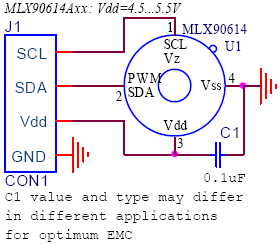 MLX90614Axx: Vdd=4.5...5.5V
J1
MLX90614
U1
1
SCL
Vz
SCL
SDA
2
PWM
SDA
Vss
4
Vdd
Vdd
3
C1
GND
0.1uF
CON1
C1 value and type may differ
in different applications
for optimum EMC